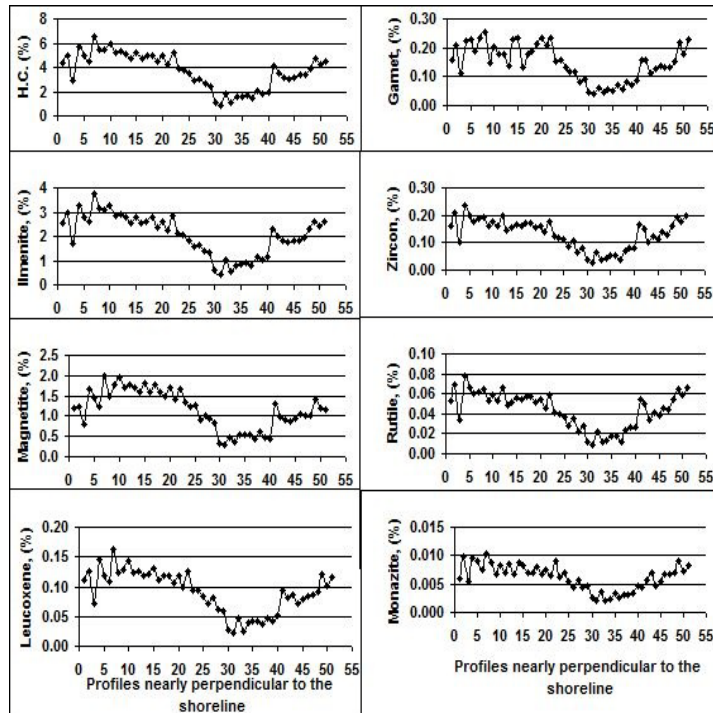 H.C. (%)
8
6
4
2
0
1 5 10 15 20 25 30 35 40 45 50 55
Garnet, (%)
0.30
0.20
0.10
0.00
0 5 10 15 20 25 30 35 40 45 50 55
Ilmenite, (%)
4
3
2
1
0
1 5 10 15 20 25 30 35 40 45 50 55
Zircon, (%)
0.30
0.20
0.10
0.00
0 5 10 15 20 25 30 35 40 45 50 55
Magnetite, (%)
2.5
2.0
1.5
1.0
0.5
0.0
0 5 10 15 20 25 30 35 40 45 50 55
Rutile, (%)
0.10
0.08
0.06
0.04
0.02
0.00
0 5 10 15 20 25 30 35 40 45 50 55
Leucoxene, (%)
0.20
0.15
0.10
0.05
0.00
0 5 10 15 20 25 30 35 40 45 50 55
Profiles nearly perpendicular to the
shoreline
Monazite, (%)
0.015
0.010
0.005
0.000
0 5 10 15 20 25 30 35 40 45 50 55
Profiles nearly perpendicular to the
shoreline